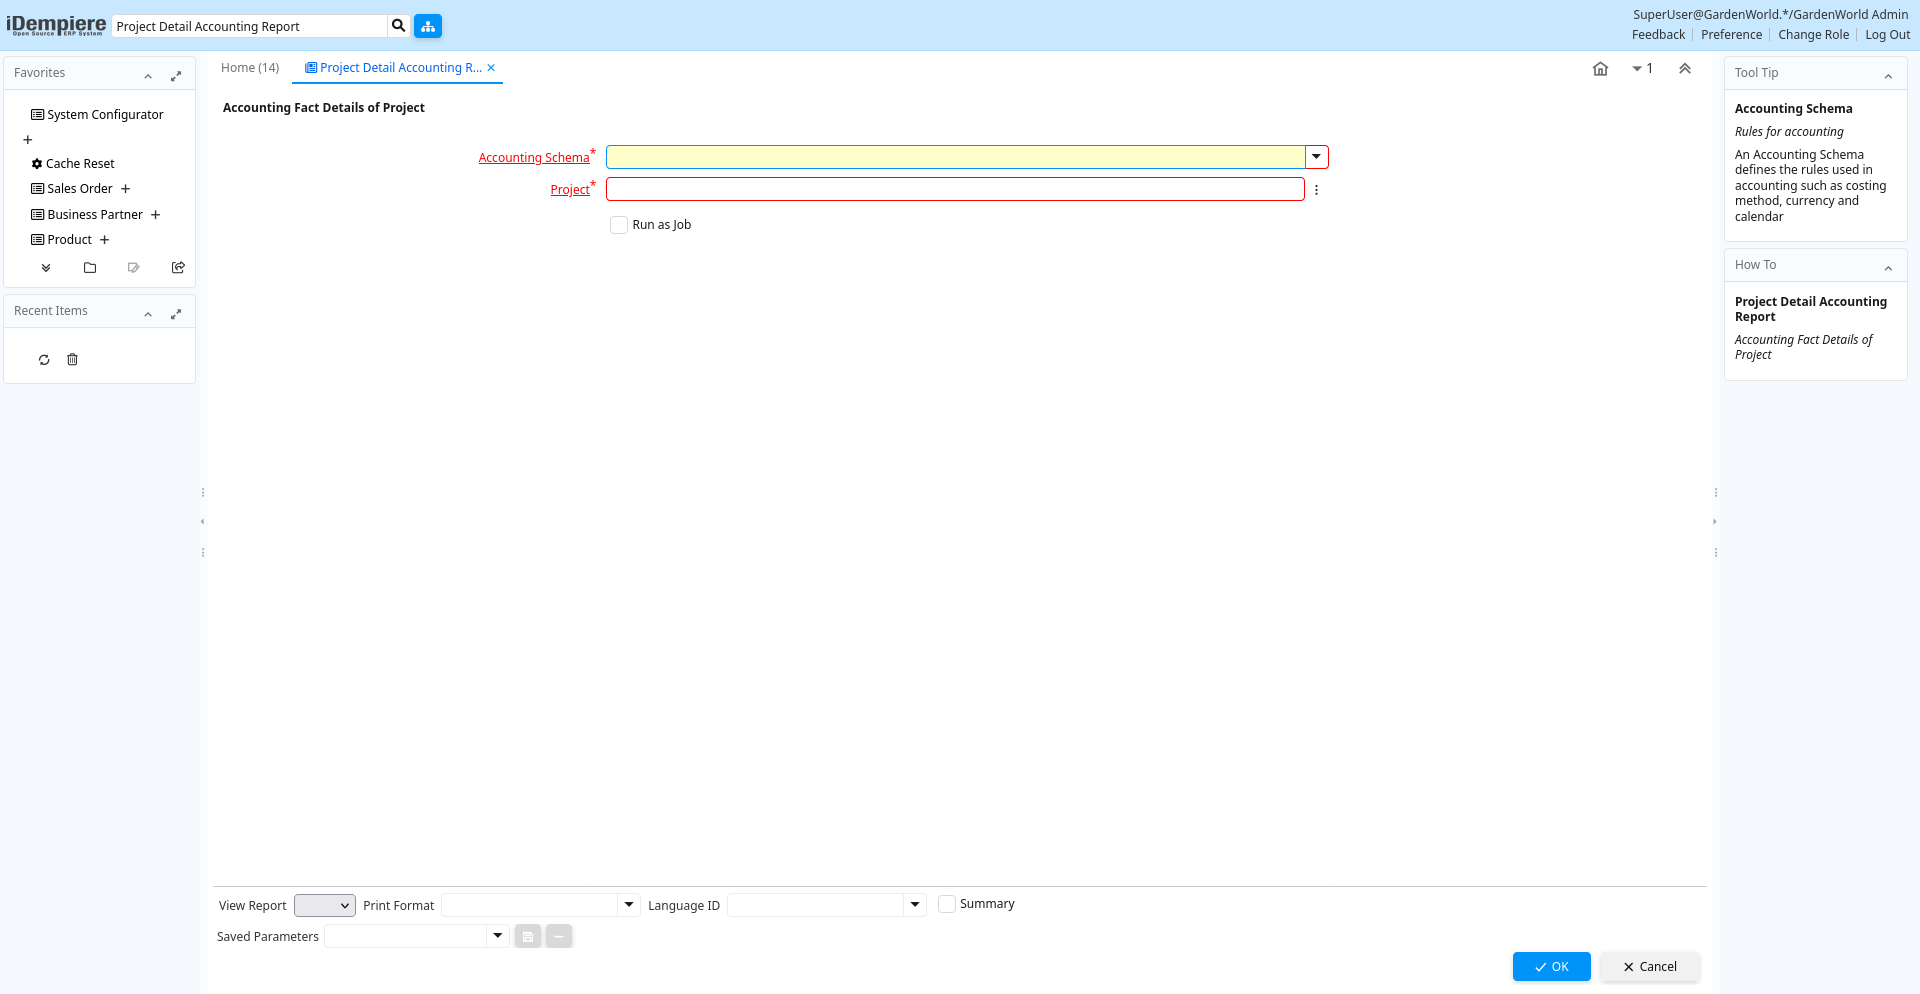 iDempiere
Open Source ERP System
Project Detail Accounting Report
SuperUser@GardenWorld.*/GardenWorld Admin
Feedback
Preference
Change Role
Log Out
Favorites
System Configurator
Cache Reset
Sales Order
Business Partner
Product
Recent Items
Home (14)
Project Detail Accounting R...
1
Accounting Fact Details of Project
Accounting Schema*
Project*
Run as Job
View Report
Print Format
Language ID
Summary
Saved Parameters
OK
Cancel
Tool Tip
Accounting Schema
Rules for accounting
An Accounting Schema
defines the rules used in
accounting such as costing
method, currency and
calendar
How To
Project Detail Accounting
Report
Accounting Fact Details of
Project